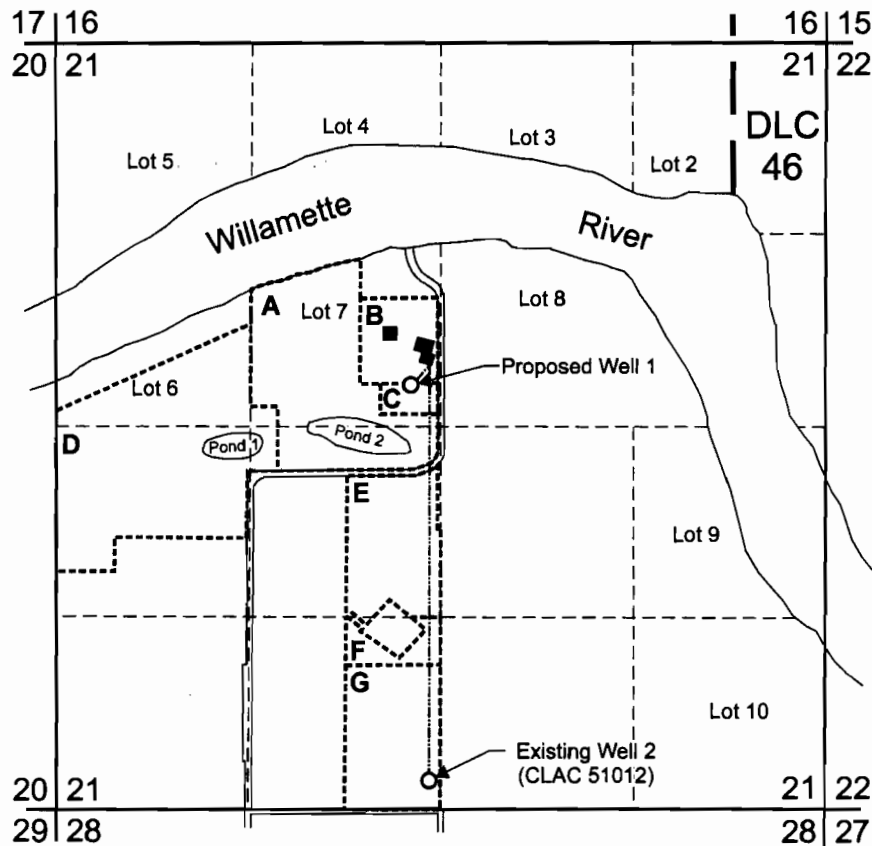 17 16
20 21
16 15
21 22
Lot 4
Lot 3
DLC
46
Lot 5
Lot 2
Willamette
River
A
Lot 7
B
Lot 8
Lot 6
Proposed Well 1
C
D
Pond 1
Pond 2
E
Lot 9
F
G
Lot 10
Existing Well 2
(CLAC 51012)
20 21
29 28
21 22
28 27